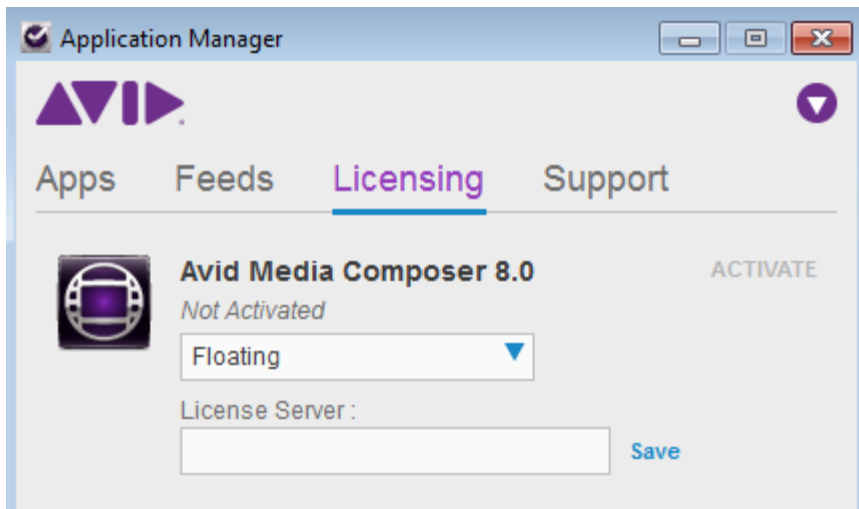 Application Manager
AVID
Apps Feeds Licensing Support
Avid Media Composer 8.0
ACTIVATE
Not Activated
Floating
License Server :
Save